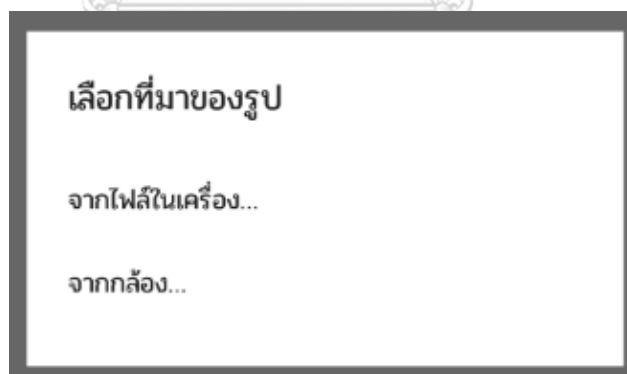 เลือกที่มาของรูป
จากไฟล์ในเครื่อง...
จากกล้อง...